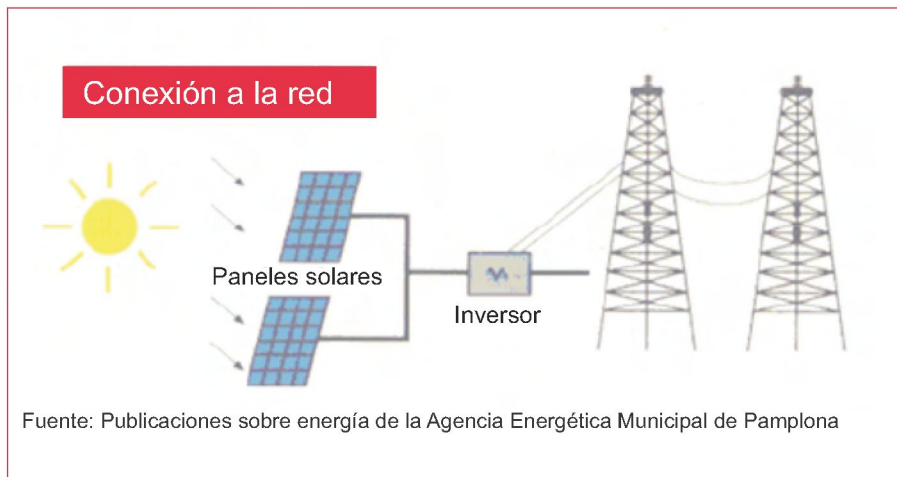 Conexión a la red
Paneles solares
Inversor
Fuente: Publicaciones sobre energía de la Agencia Energética Municipal de Pamplona